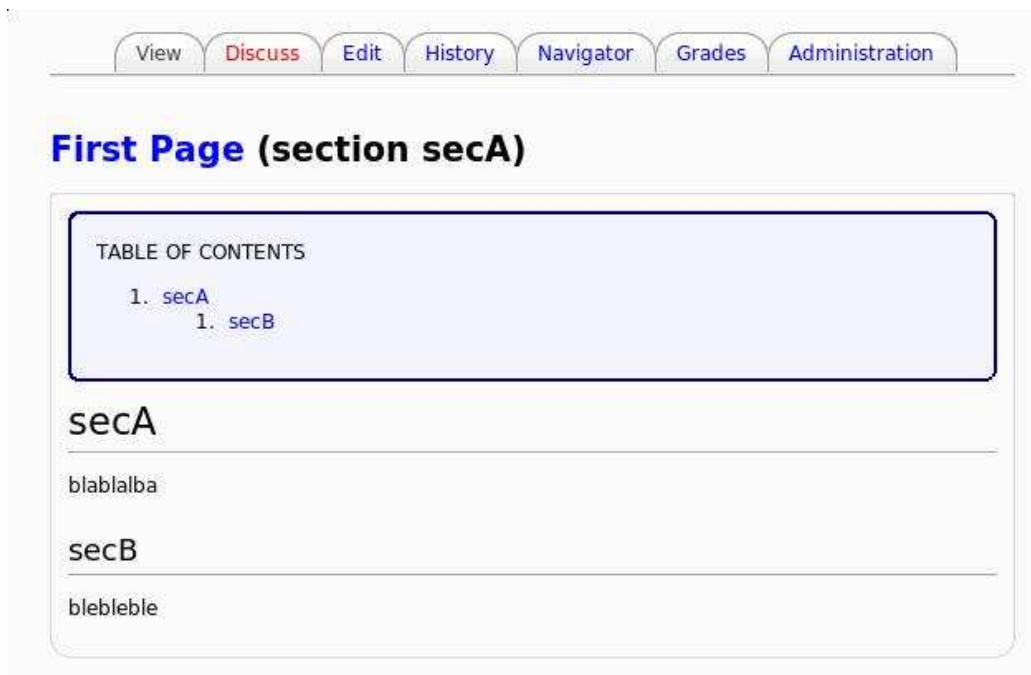 View Discuss Edit History Navigator Grades Administration
First Page (section secA)
TABLE OF CONTENTS
1. secA
1. secB
secA
blablalba
secB
blebleble